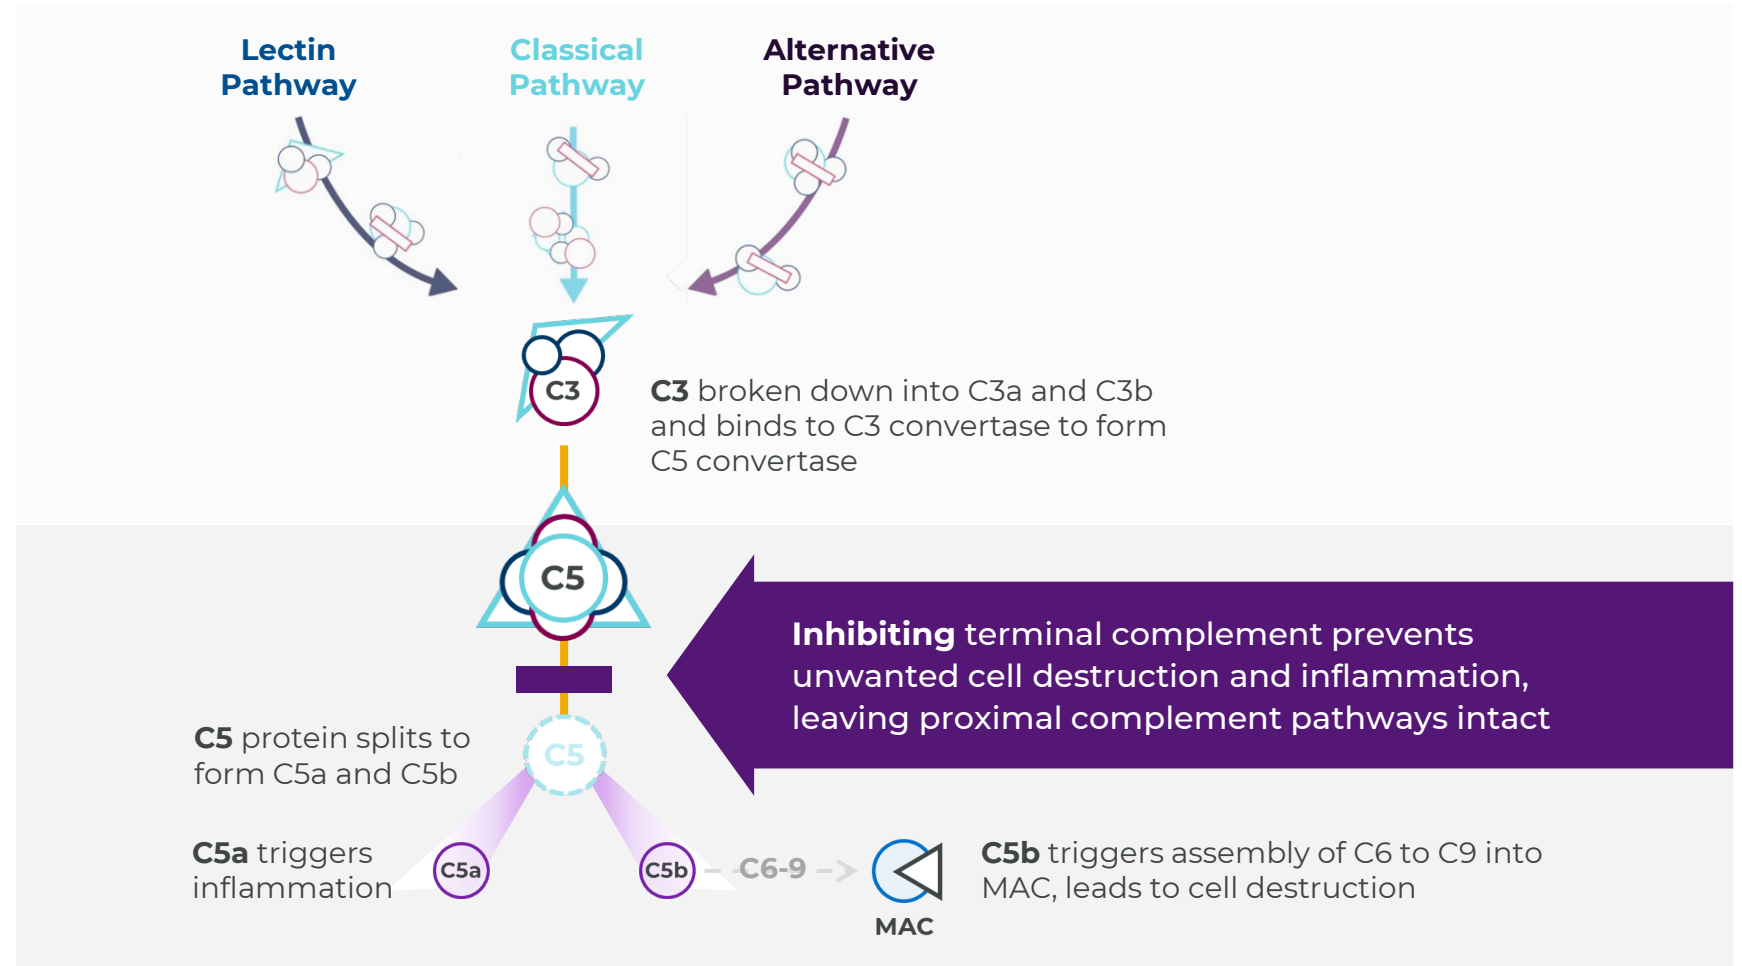 Lectin
Pathway
Classical
Pathway
Alternative
Pathway
C3
C3 broken down into C3a and C3b
and binds to C3 convertase to form
C5 convertase
C5
Inhibiting terminal complement prevents
unwanted cell destruction and inflammation,
leaving proximal complement pathways intact
C5 protein splits to
form C5a and C5b
C5
C5a triggers
inflammation
C5a
C5b
C6-9
MAC
C5b triggers assembly of C6 to C9 into
MAC, leads to cell destruction